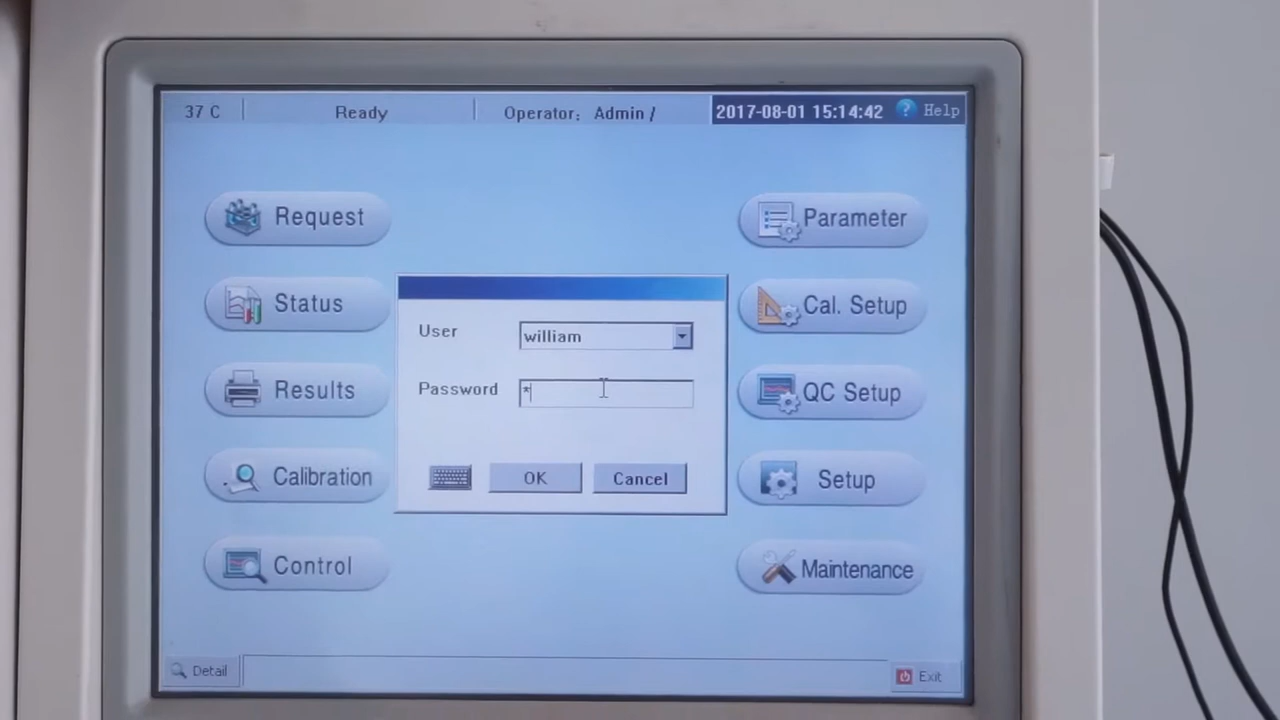 37 C Ready Operator: Admin / 2017-08-01 15:14:42 ? Help
Request
Parameter
Status
Cal. Setup
User william
Results
Password *
QC Setup
Calibration
OK Cancel
Setup
Control
Maintenance
Detail
Exit